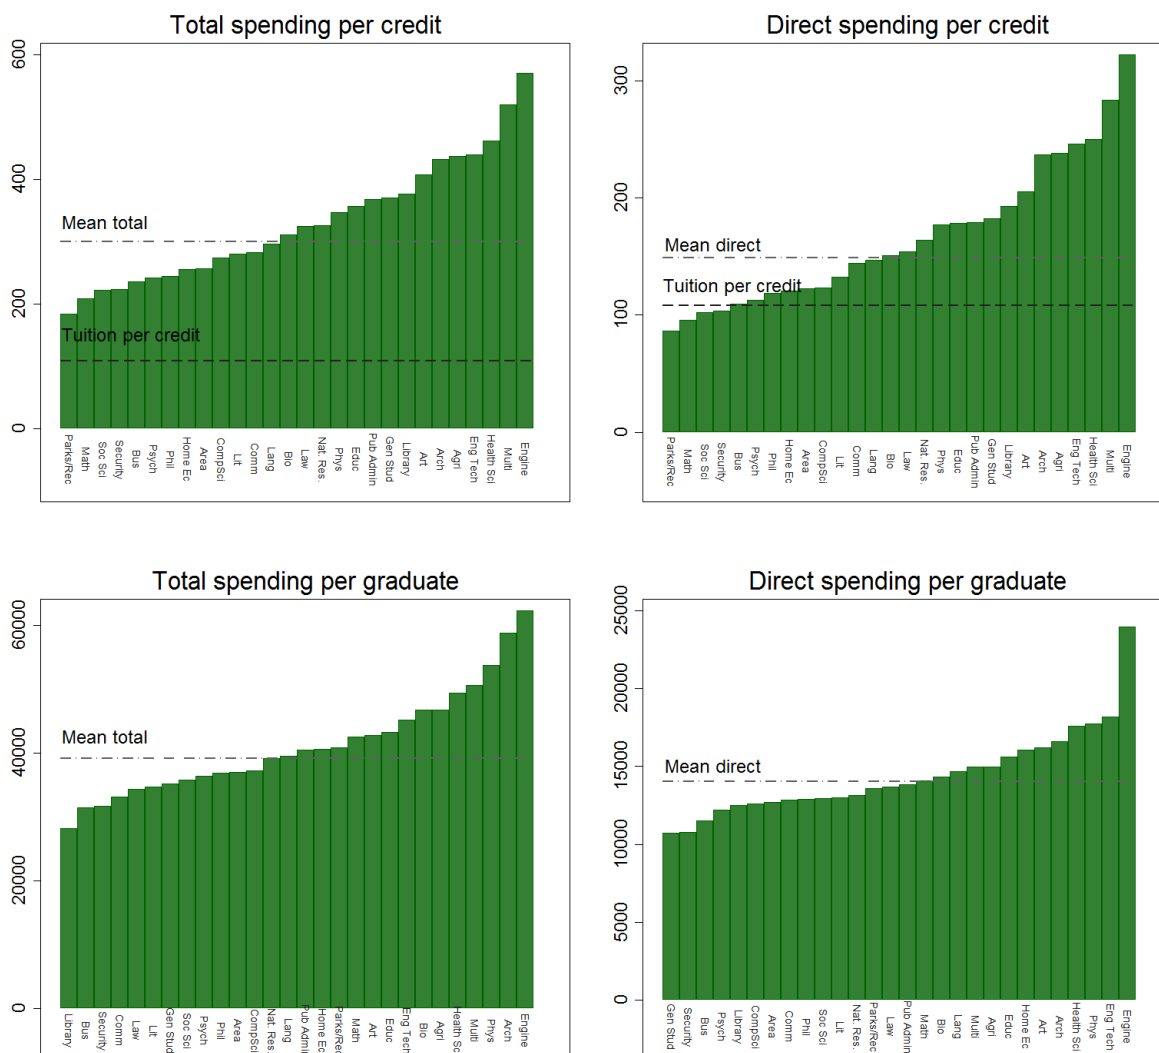 Total spending per credit
600
400
200
0
Mean total
Tuition per credit
Parks/Rec
Math
Soc Sci
Security
Bus
Psych
Phil
Home Ec
Area
CompSci
Lit
Comm
Lang
Bio
Law
Nat. Res.
Phys
Educ
Pub Admin
Gen Stud
Library
Art
Arch
Agri
Eng Tech
Health Sci
Multi
Engine
Direct spending per credit
300
200
100
0
Mean direct
Tuition per credit
Parks/Rec
Math
Soc Sci
Security
Bus
Psych
Phil
Home Ec
Area
CompSci
Lit
Comm
Lang
Bio
Law
Nat. Res.
Phys
Educ
Pub Admin
Gen Stud
Library
Art
Arch
Agri
Eng Tech
Health Sci
Multi
Engine
Total spending per graduate
60000
40000
20000
0
Mean total
Library
Bus
Security
Comm
Law
Lit
Gen Stud
Soc Sci
Psych
Phil
Area
CompSci
Nat. Res.
Lang
Pub Admin
Home Ec
Parks/Rec
Math
Art
Educ
Eng Tech
Bio
Agri
Health Sci
Multi
Phys
Arch
Engine
Direct spending per graduate
25000
20000
15000
10000
5000
0
Mean direct
Gen Stud
Security
Bus
Psych
Library
CompSci
Area
Comm
Phil
Soc Sci
Lit
Nat. Res.
Parks/Rec
Law
Pub Admin
Math
Bio
Lang
Multi
Agri
Educ
Home Ec
Art
Arch
Health Sci
Phys
Eng Tech
Engine